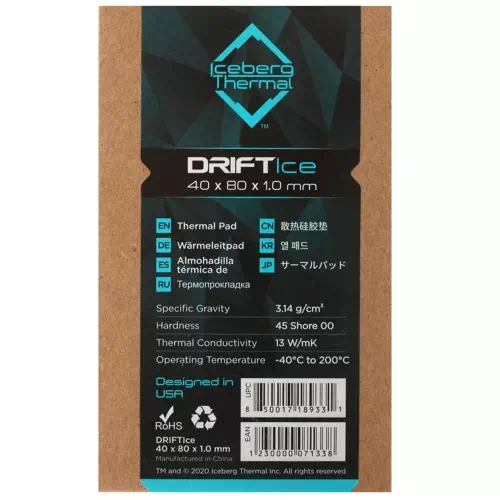 Iceberg
Thermal
TM
DRIFTIce
40 x 80 x 1.0 mm
EN Thermal Pad
CN 散热硅胶垫
DE Wärmeleitpad
KR 열 패드
ES Almohadilla
térmica de
JP サーマルパッド
RU Термопрокладка
Specific Gravity 3.14 g/cm³
Hardness 45 Shore 00
Thermal Conductivity 13 W/mK
Operating Temperature -40°C to 200°C
Designed in
USA
RoHS
DRIFTIce
40 x 80 x 1.0 mm
Manufactured in China
UPC
8 50017 18933 1
EAN
1 230000 071338
TM and © 2020 Iceberg Thermal Inc. All rights reserved